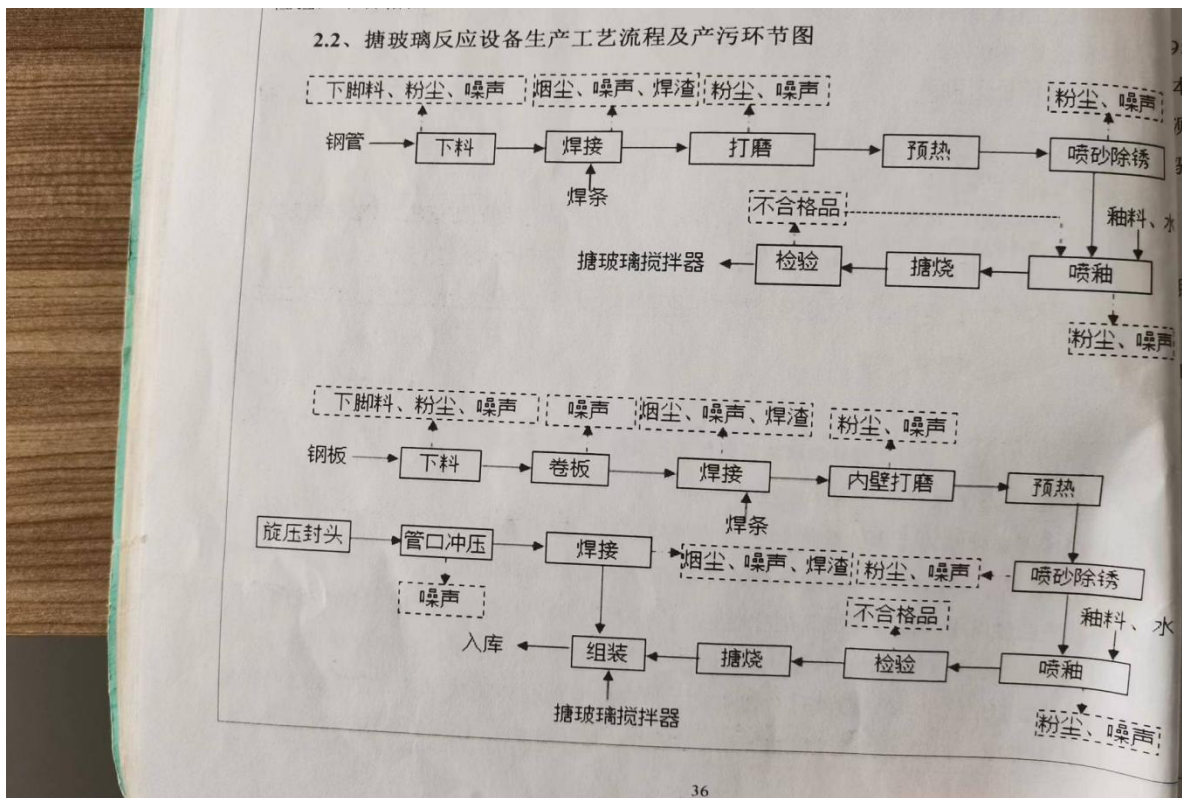 2.2、搪玻璃反应设备生产工艺流程及产污环节图
下脚料、粉尘、噪声
烟尘、噪声、焊渣
粉尘、噪声
粉尘、噪声
钢管
下料
焊接
打磨
预热
喷砂除锈
焊条
不合格品
釉料、水
搪玻璃搅拌器
检验
搪烧
喷釉
粉尘、噪声
下脚料、粉尘、噪声
噪声
烟尘、噪声、焊渣
粉尘、噪声
钢板
下料
卷板
焊接
内壁打磨
预热
焊条
旋压封头
管口冲压
焊接
烟尘、噪声、焊渣
粉尘、噪声
喷砂除锈
噪声
不合格品
釉料、水
入库
组装
搪烧
检验
喷釉
搪玻璃搅拌器
粉尘、噪声
36